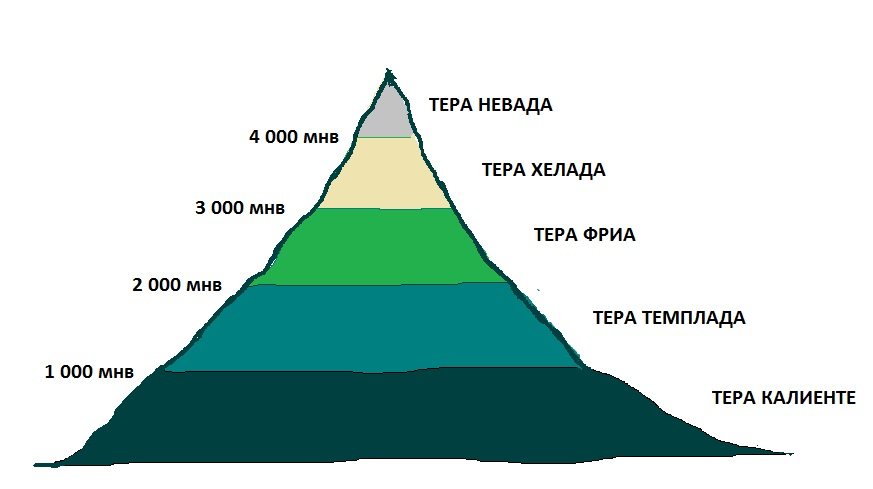 ТЕРА НЕВАДА
4 000 мнв
ТЕРА ХЕЛАДА
3 000 мнв
ТЕРА ФРИА
2 000 мнв
ТЕРА ТЕМПЛАДА
1 000 мнв
ТЕРА КАЛИЕНТЕ